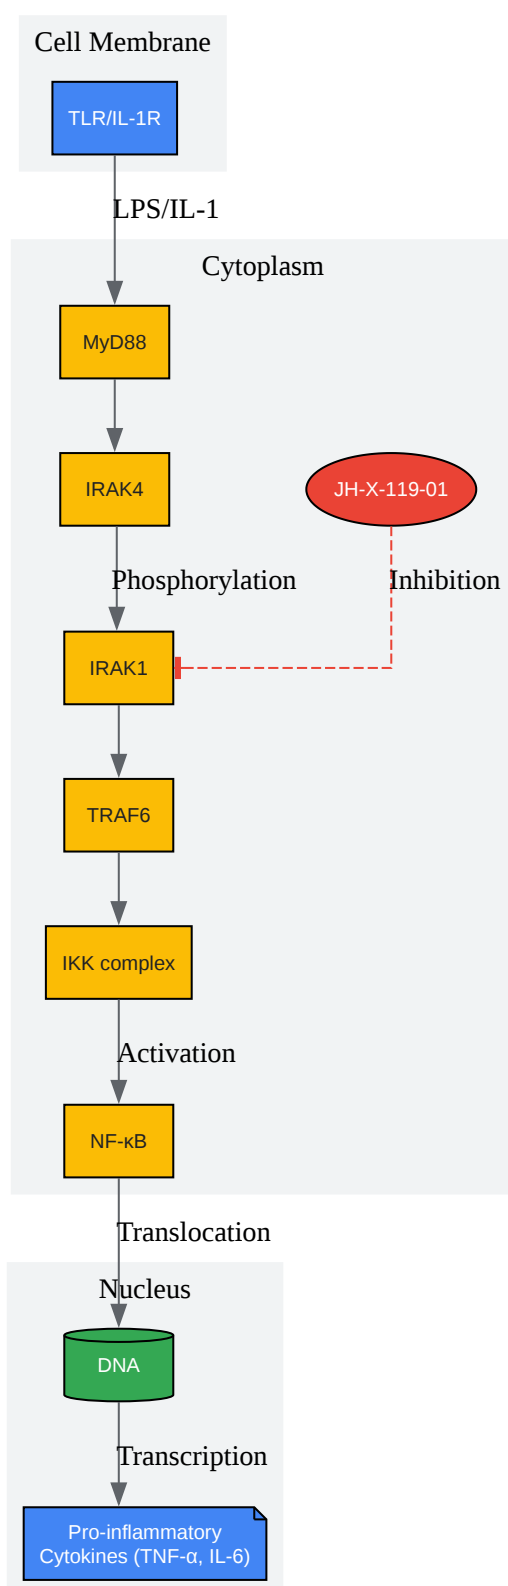 Cell Membrane
TLR/IL-1R
LPS/IL-1
Cytoplasm
MyD88
IRAK4
JH-X-119-01
Phosphorylation
Inhibition
IRAK1
TRAF6
IKK complex
Activation
NF-κB
Translocation
Nucleus
DNA
Transcription
Pro-inflammatory
Cytokines (TNF-α, IL-6)